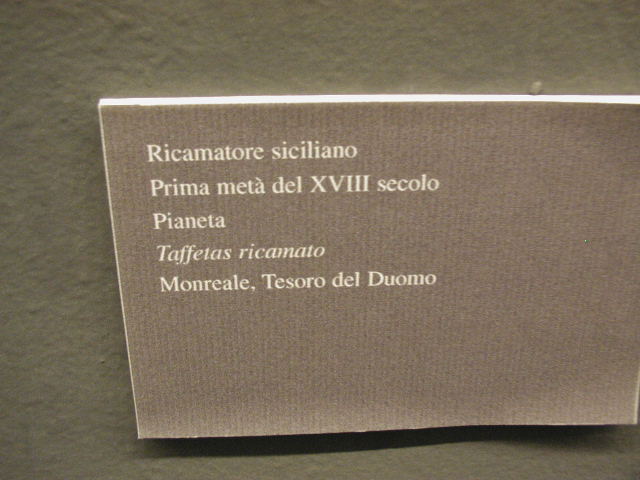 Ricamatore siciliano
Prima metà del XVIII secolo
Pianeta
Taffetas ricamato
Monreale, Tesoro del Duomo